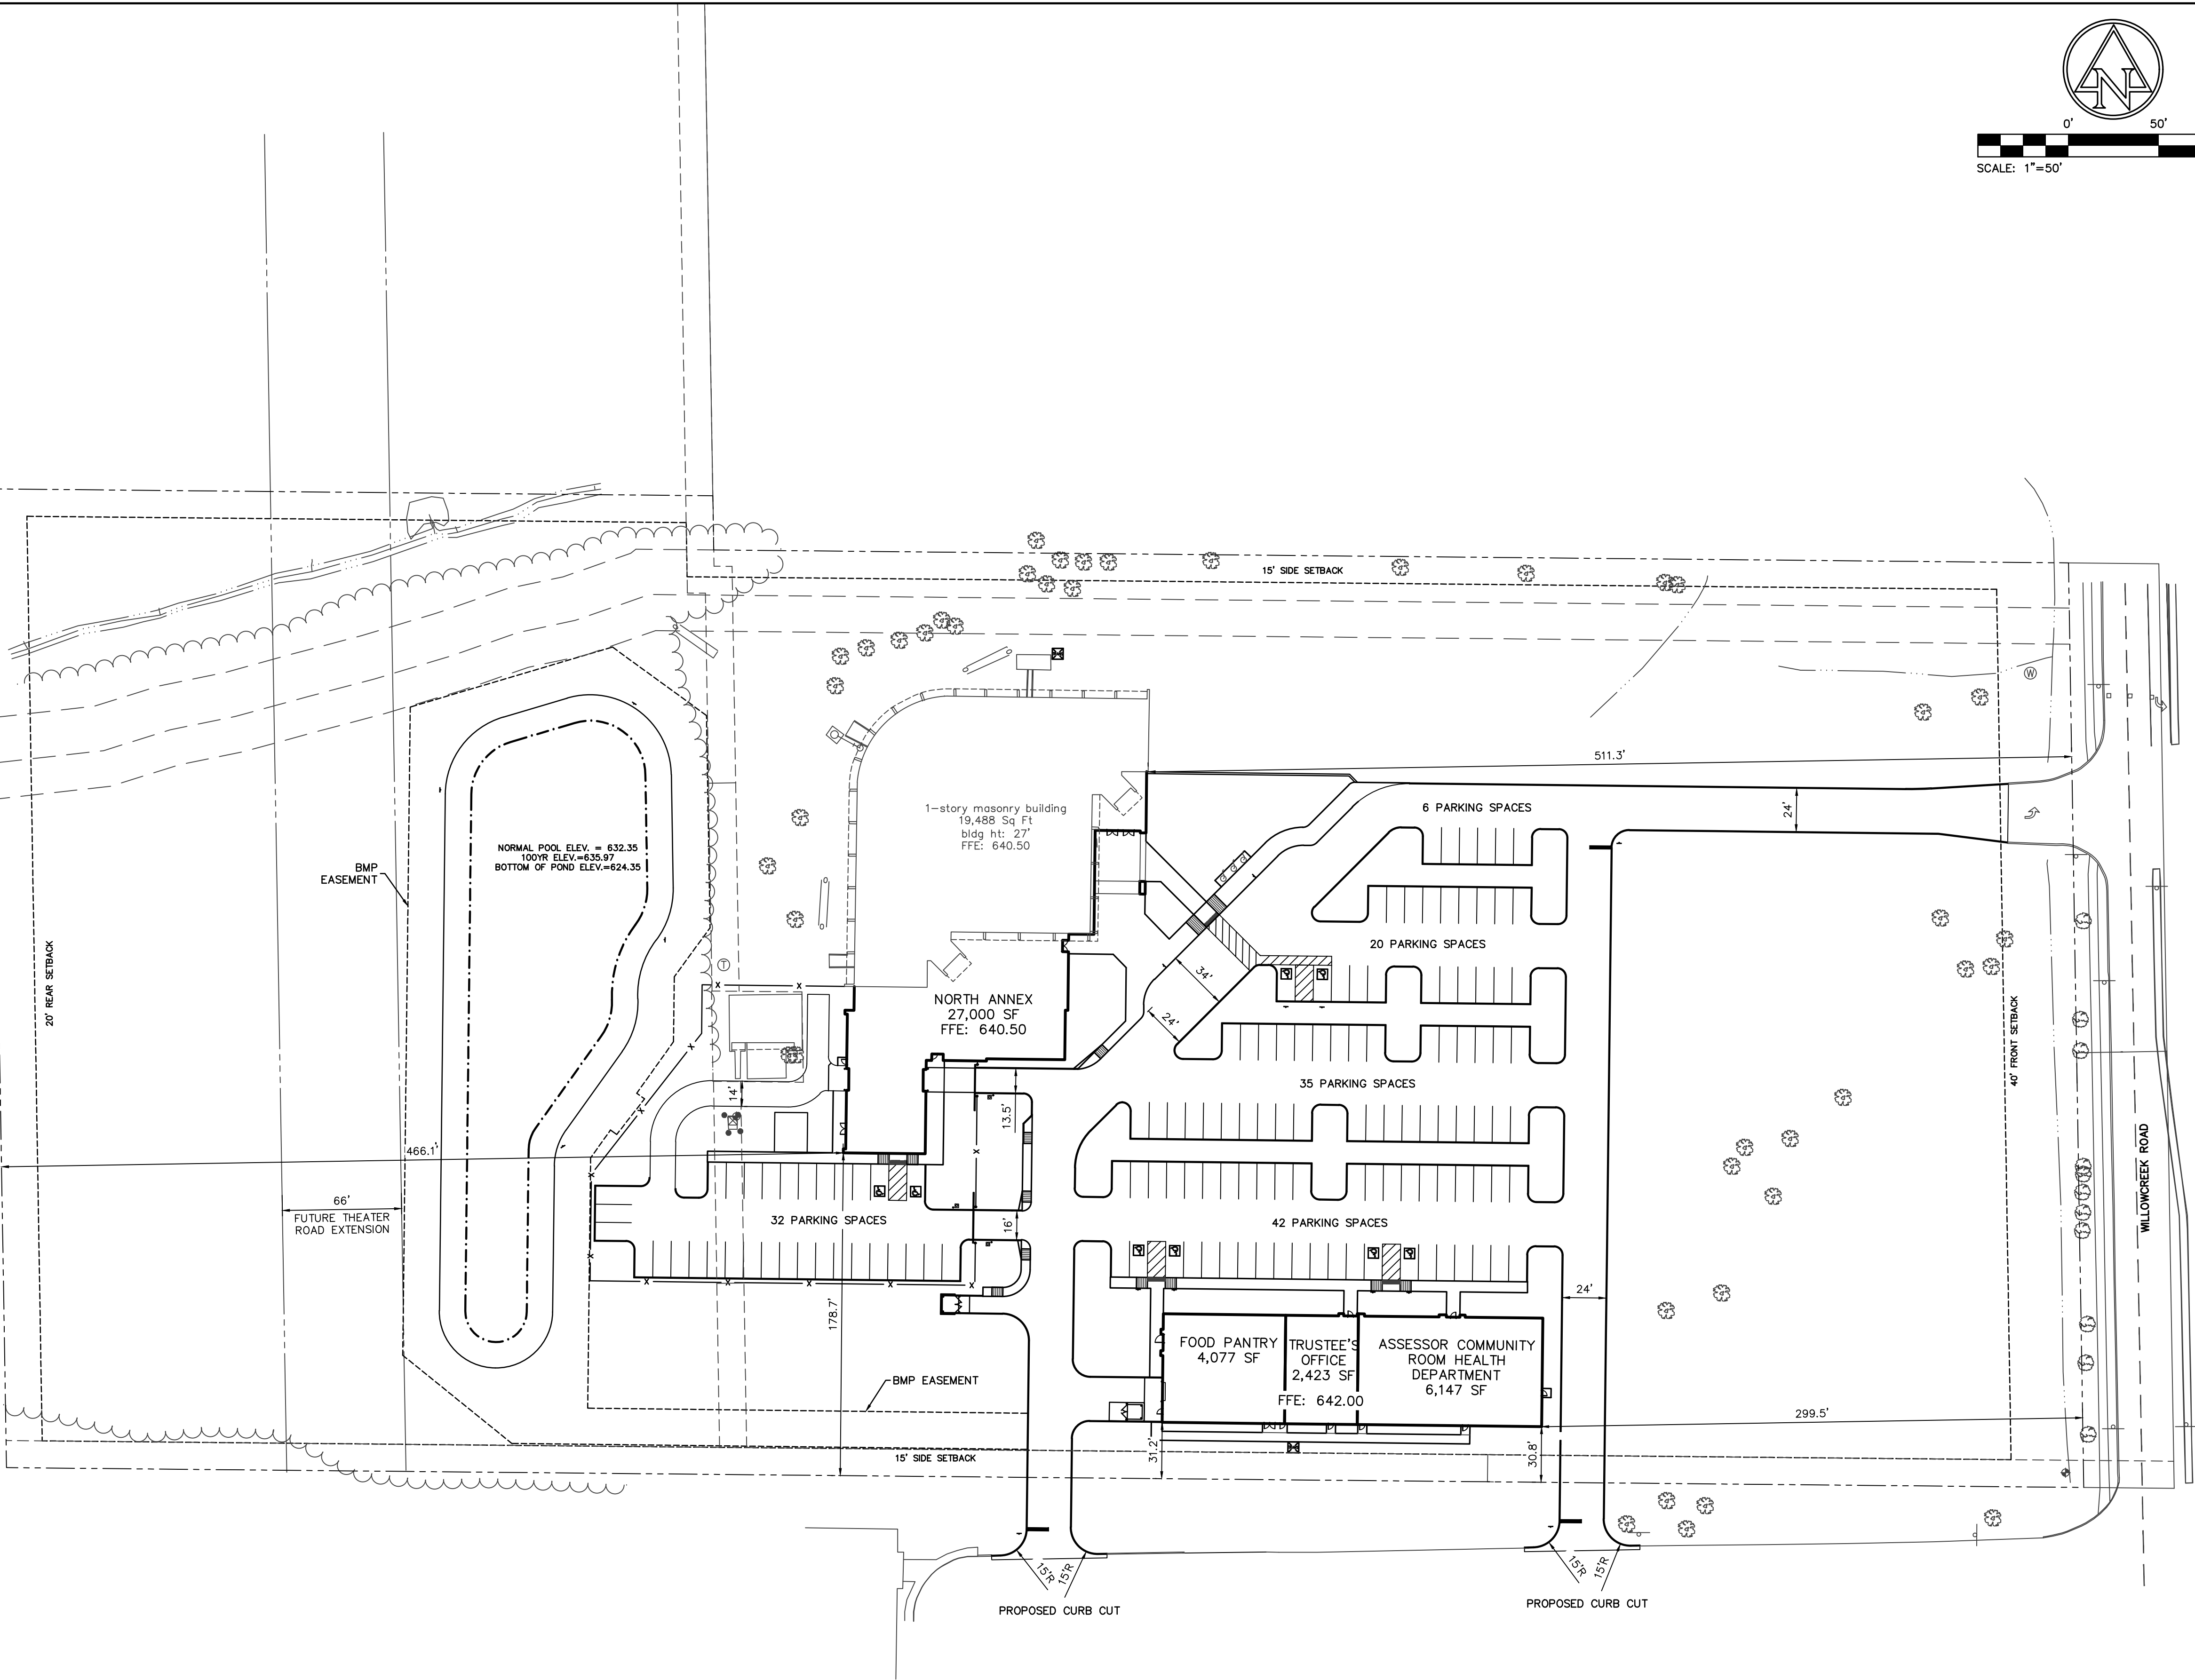 N
0' 50'
SCALE: 1"=50'
15' SIDE SETBACK
W
511.3'
1-story masonry building
19,488 Sq Ft
bldg ht: 27'
FFE: 640.50
6 PARKING SPACES
24'
NORMAL POOL ELEV. = 632.35
100YR ELEV.=635.97
BOTTOM OF POND ELEV.=624.35
BMP
EASEMENT
20 PARKING SPACES
20' REAR SETBACK
T
34'
24'
NORTH ANNEX
27,000 SF
FFE: 640.50
40' FRONT SETBACK
35 PARKING SPACES
14'
13.5'
466.1'
WILLOWCREEK ROAD
66'
FUTURE THEATER
ROAD EXTENSION
32 PARKING SPACES
16'
42 PARKING SPACES
178.7'
24'
FOOD PANTRY
4,077 SF
TRUSTEE'S
OFFICE
2,423 SF
ASSESSOR COMMUNITY
ROOM HEALTH
DEPARTMENT
6,147 SF
FFE: 642.00
BMP EASEMENT
299.5'
31.2'
30.8'
15' SIDE SETBACK
15'R
15'R
PROPOSED CURB CUT
15'R
15'R
PROPOSED CURB CUT